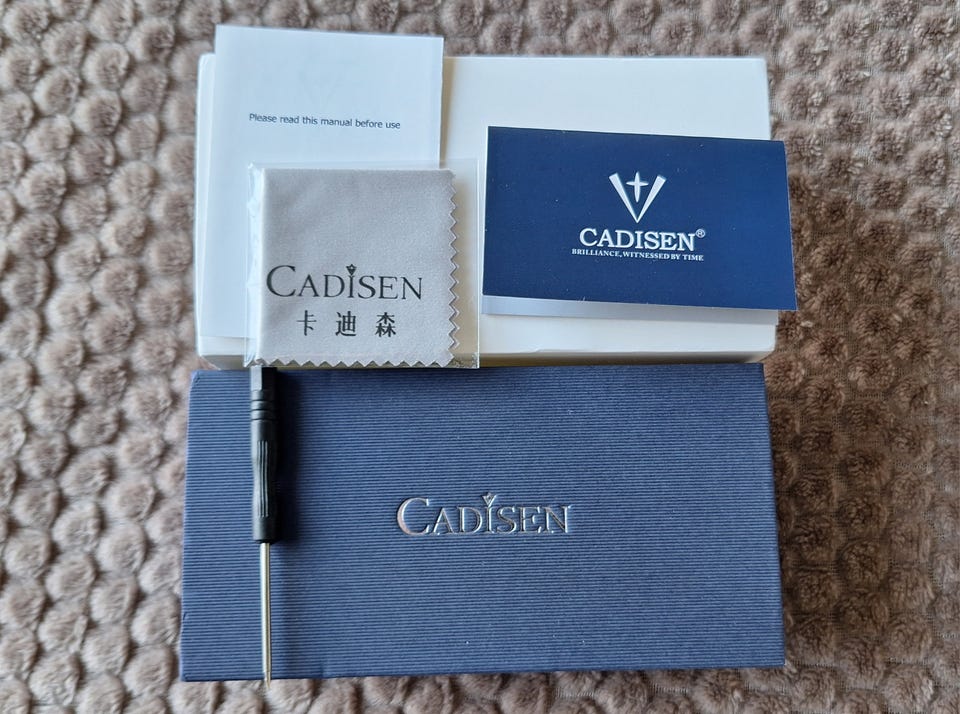 Please read this manual before use
CADISEN®
BRILLIANCE,WITNESSED BY TIME
CADISEN
卡迪森
CADISEN